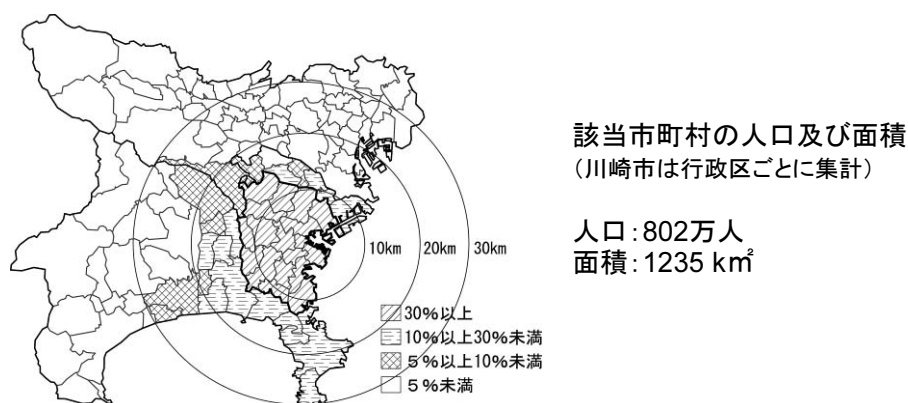 該当市町村の人口及び面積
(川崎市は行政区ごとに集計)
人口:802万人
面積:1235 k㎡
10km
20km
30km
30%以上
10%以上30%未満
5%以上10%未満
5%未満